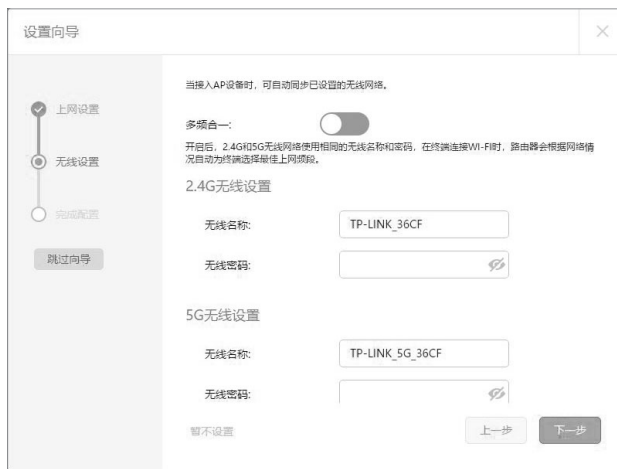 设置向导
当接入AP设备时，可自动同步已设置的无线网络。
上网设置
无线设置
完成配置
跳过向导
多频合一:
开启后，2.4G和5G无线网络使用相同的无线名称和密码，在终端连接WI-FI时，路由器会根据网络情
况自动为终端选择最佳上网频段。
2.4G无线设置
无线名称: TP-LINK_36CF
无线密码:
5G无线设置
无线名称: TP-LINK_5G_36CF
无线密码:
暂不设置 上一步 下一步